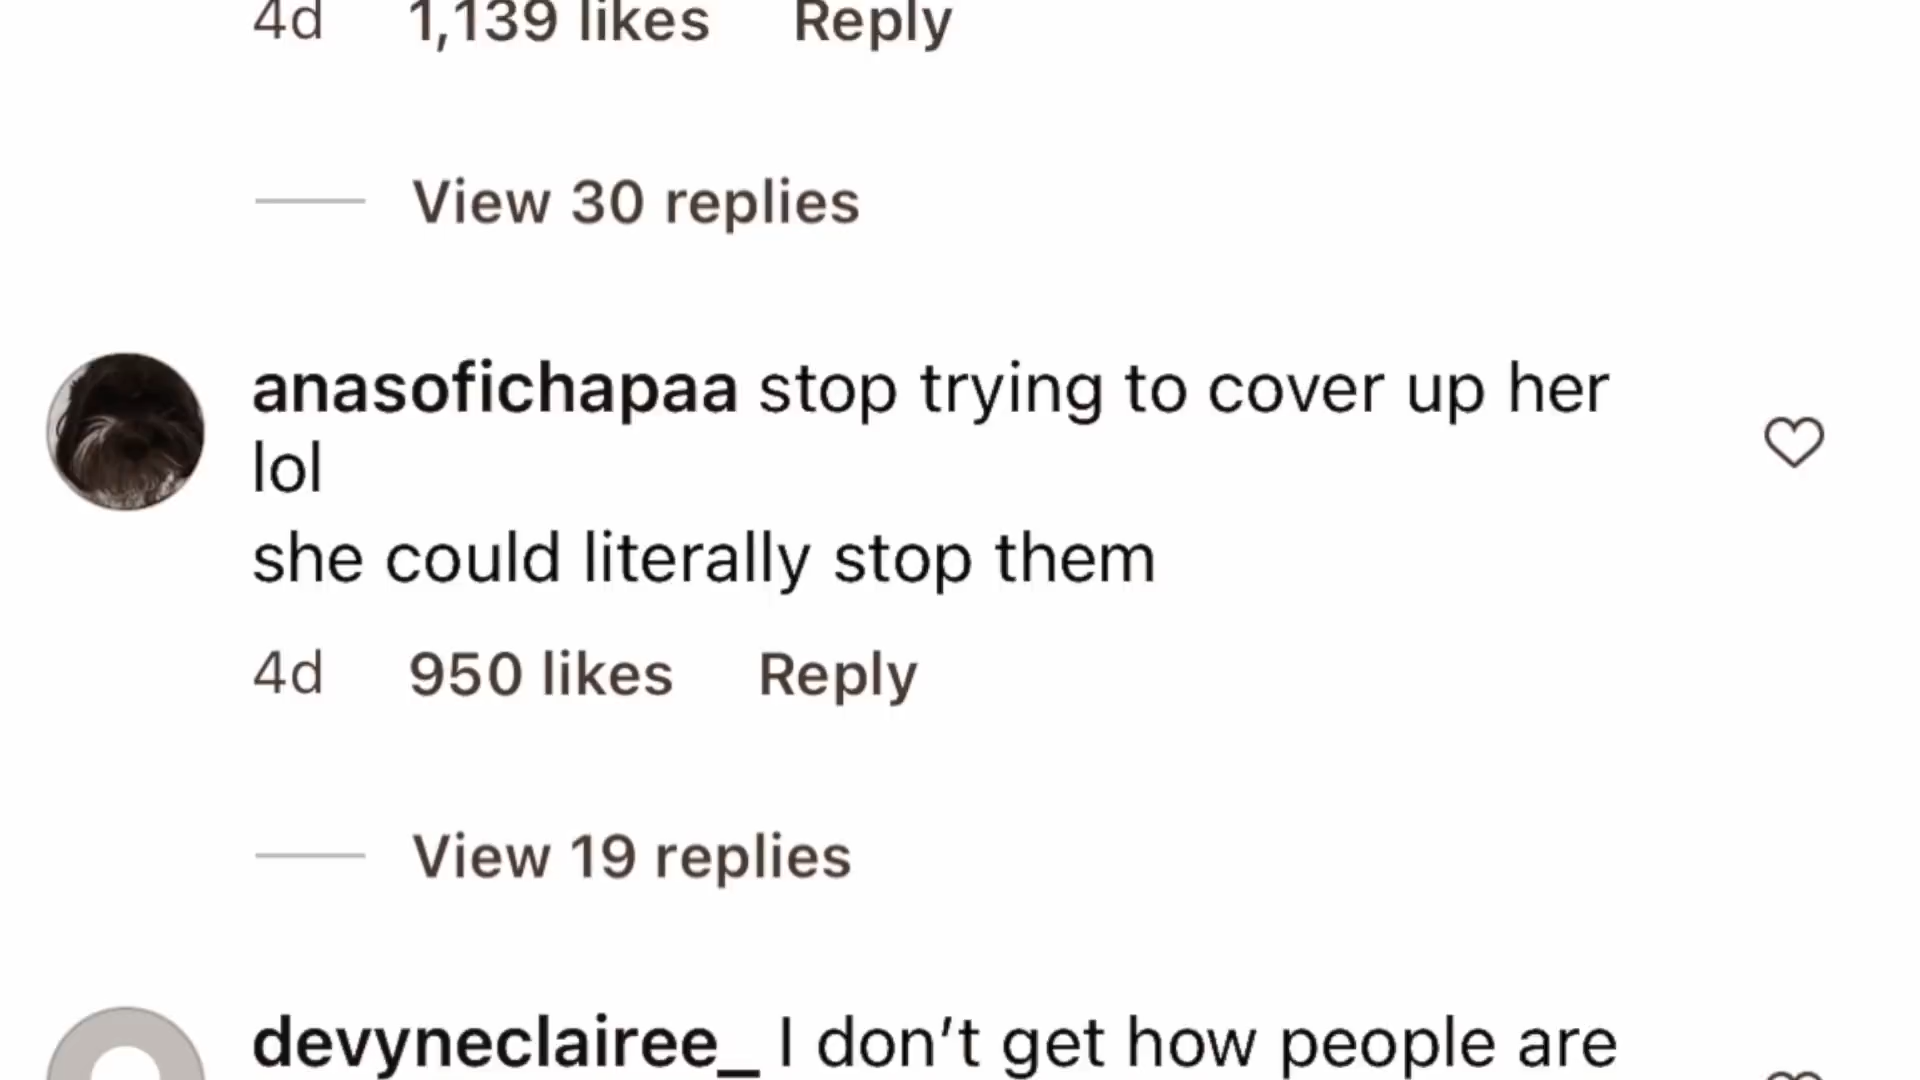 4d 1,139 likes Reply
View 30 replies
anasofichapaa stop trying to cover up her
lol
she could literally stop them
4d 950 likes Reply
View 19 replies
devyneclairee_ I don’t get how people are